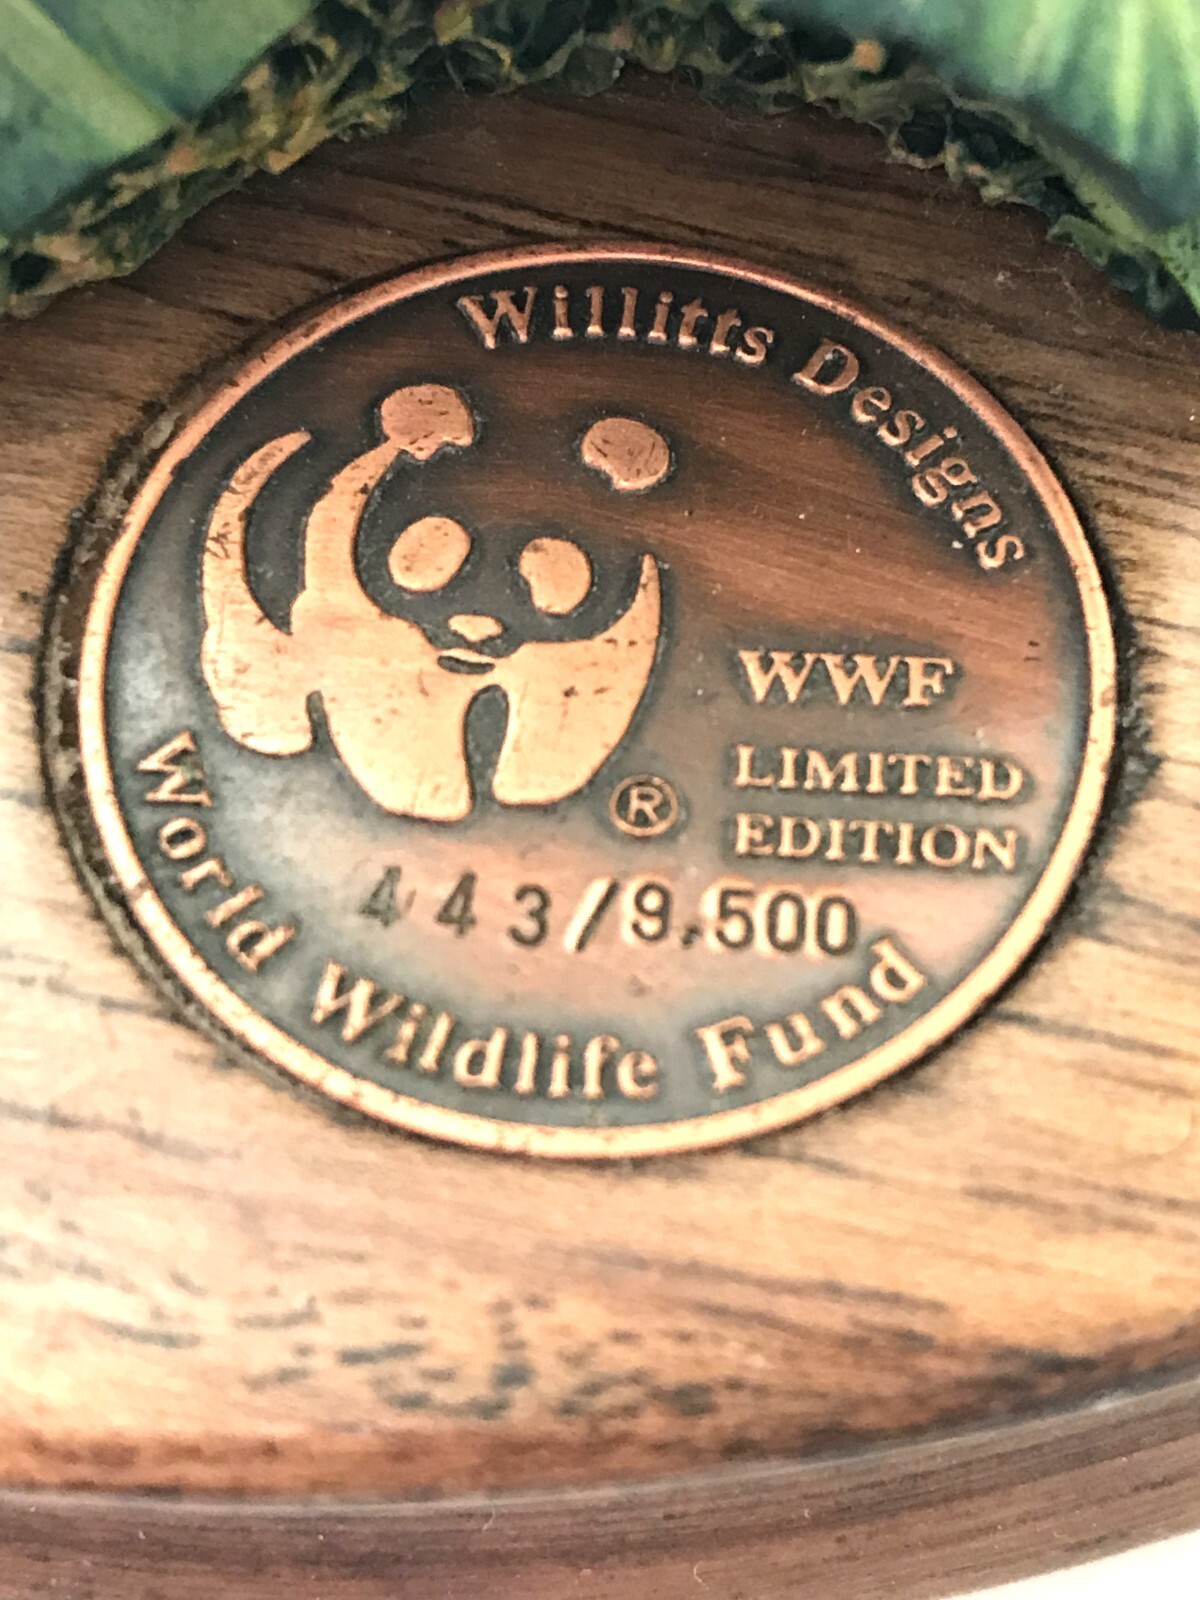 Willitts Designs
WWF
LIMITED
EDITION
®
443/9,500
World Wildlife Fund